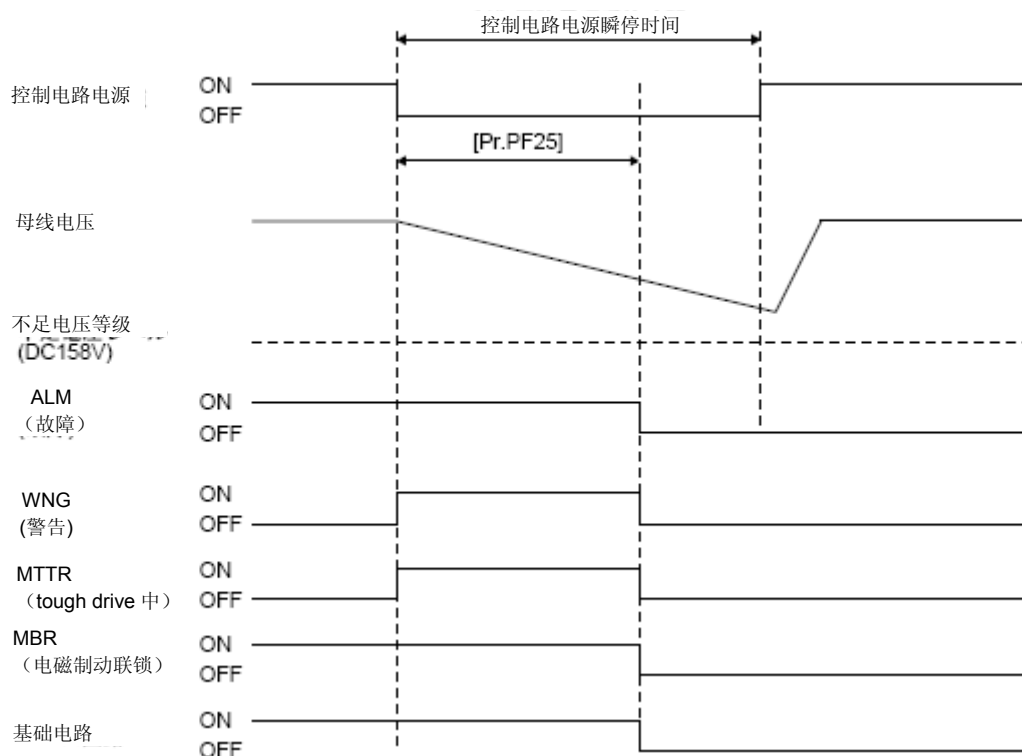 控制电路电源瞬停时间
控制电路电源
ON
OFF
[Pr.PF25]
母线电压
不足电压等级
(DC158V)
ALM
（故障）
ON
OFF
WNG
(警告)
ON
OFF
MTTR
（tough drive 中）
ON
OFF
MBR
（电磁制动联锁）
ON
OFF
基础电路
ON
OFF